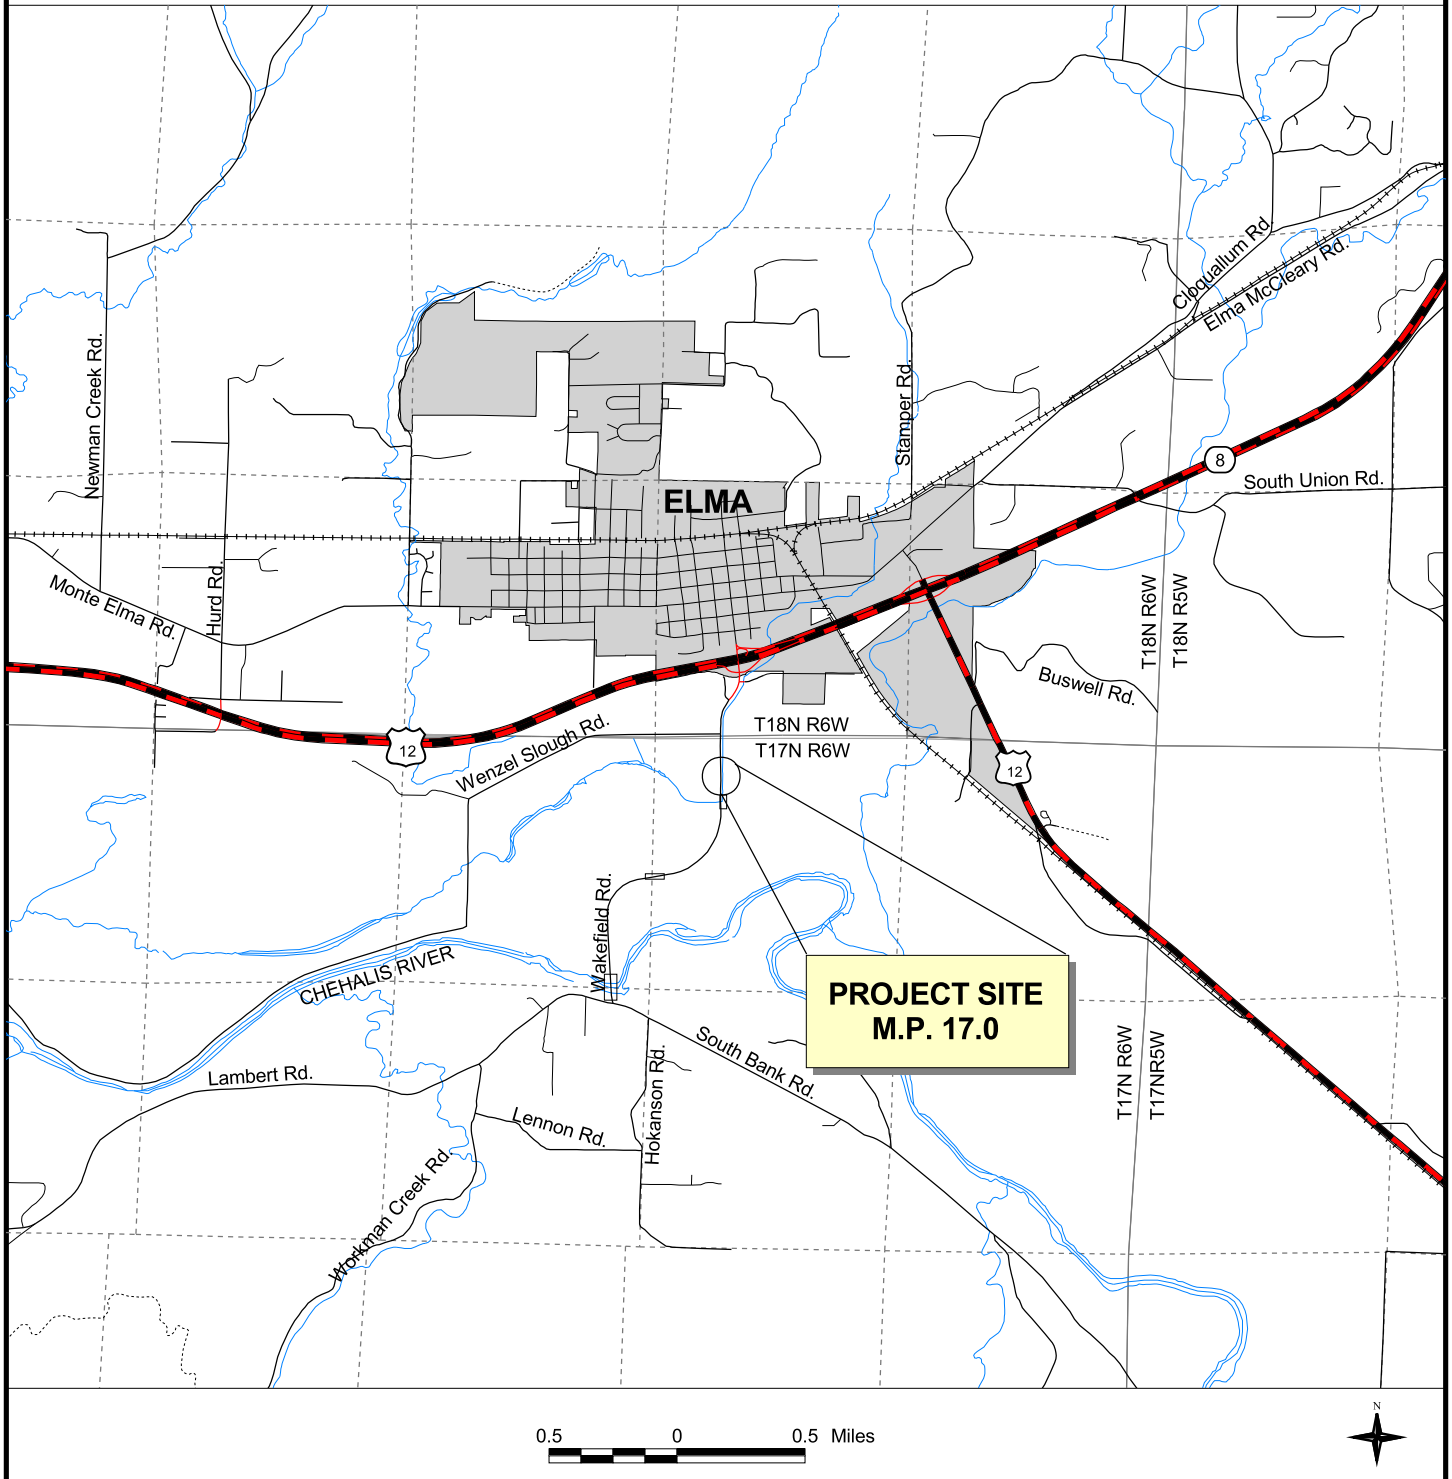 Cloquallum Rd.
Elma McCleary Rd.
Newman Creek Rd.
Stamper Rd.
8
South Union Rd.
ELMA
Monte Elma Rd.
Hurd Rd.
T18N R6W
T18N R5W
Buswell Rd.
T18N R6W
T17N R6W
12
Wenzel Slough Rd.
12
Wakefield Rd.
CHEHALIS RIVER
PROJECT SITE
M.P. 17.0
South Bank Rd.
Lambert Rd.
Hokanson Rd.
Lennon Rd.
T17N R6W
T17NR5W
Workman Creek Rd.
N
0.5 0 0.5 Miles